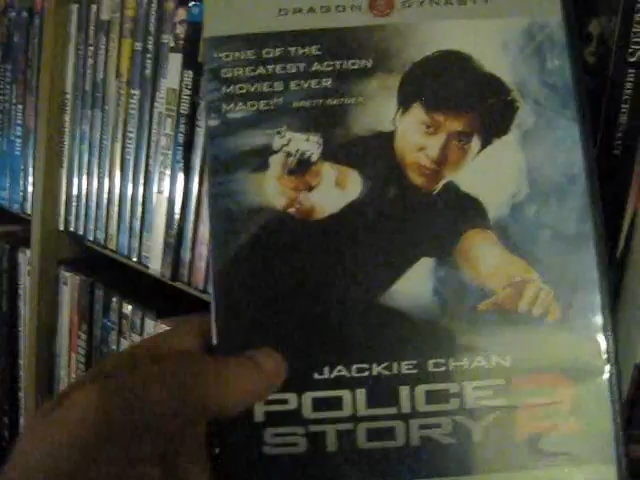 DRAGON DYNASTY
"ONE OF THE
GREATEST ACTION
MOVIES EVER
MADE!" BRETT RATNER
JACKIE CHAN
POLICE
STORY 2